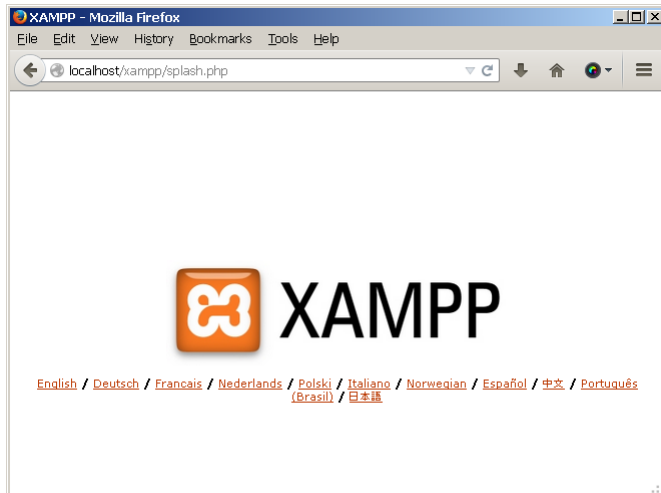 XAMPP - Mozilla Firefox
File Edit View History Bookmarks Tools Help
localhost/xampp/splash.php
XAMPP
English / Deutsch / Francais / Nederlands / Polski / Italiano / Norwegian / Español / 中文 / Português
(Brasil) / 日本語